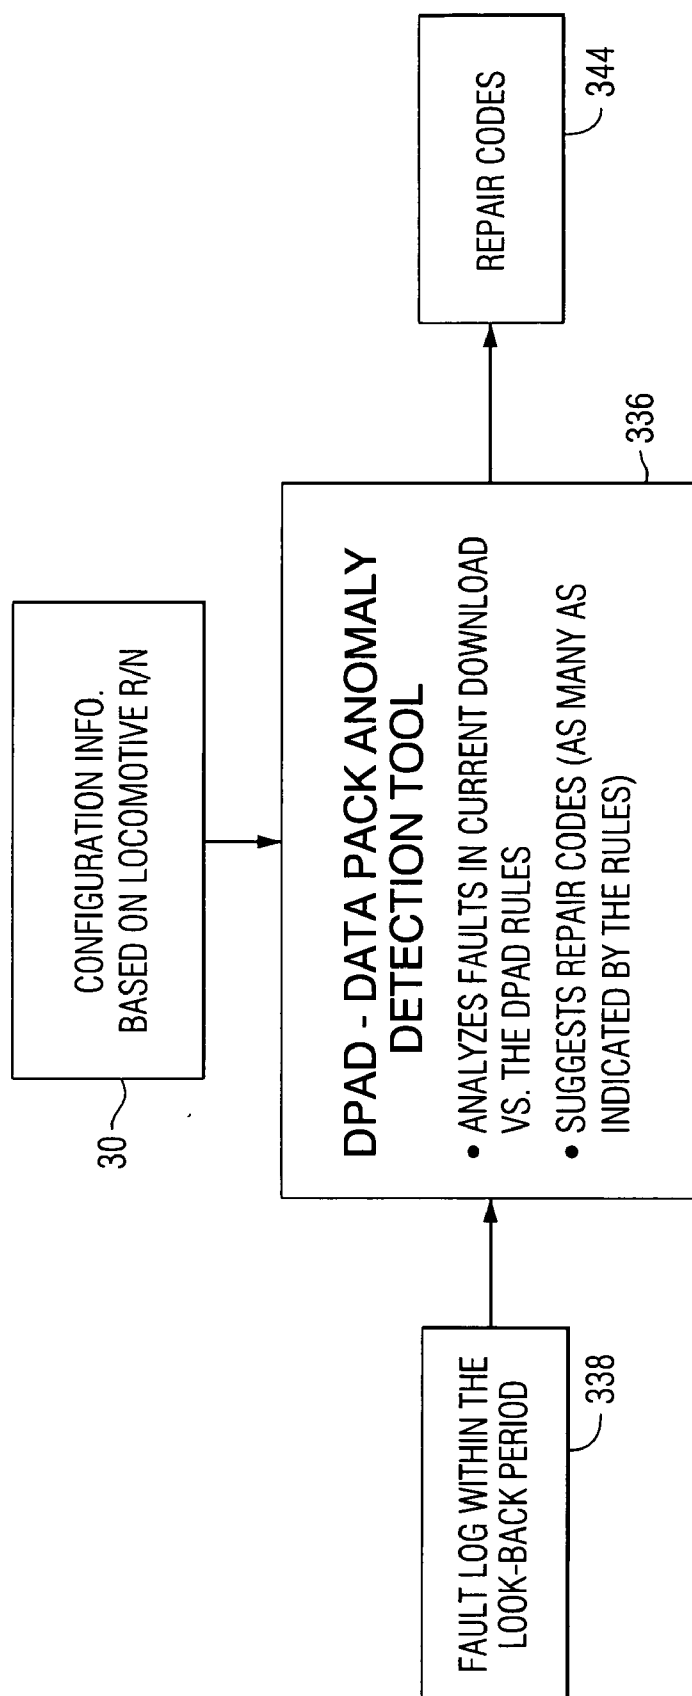 CONFIGURATION INFO.
BASED ON LOCOMOTIVE R/N
30
FAULT LOG WITHIN THE
LOOK-BACK PERIOD
338
DPAD - DATA PACK ANOMALY
DETECTION TOOL
• ANALYZES FAULTS IN CURRENT DOWNLOAD
VS. THE DPAD RULES
• SUGGESTS REPAIR CODES (AS MANY AS
INDICATED BY THE RULES)
336
REPAIR CODES
344